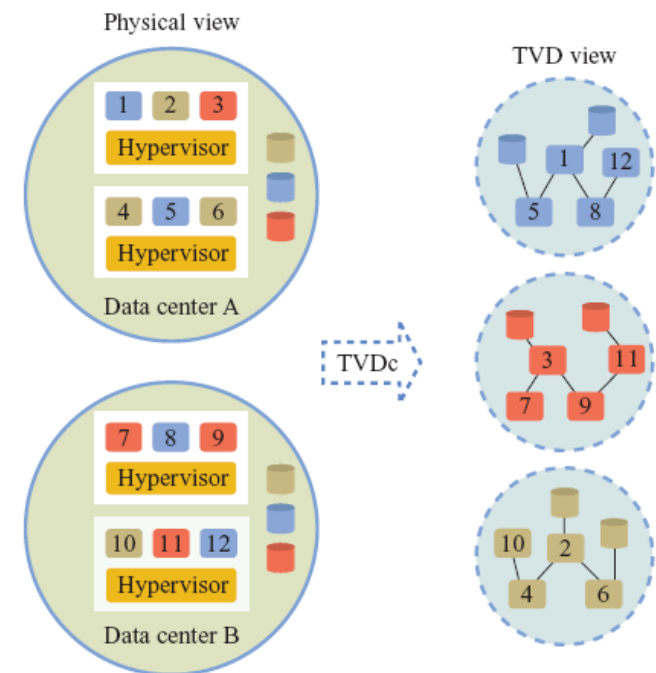 Physical view
1 2 3
Hypervisor
4 5 6
Hypervisor
Data center A
7 8 9
Hypervisor
10 11 12
Hypervisor
Data center B
TVDc
TVD view
1 12
5 8
3 11
7 9
10 2
4 6